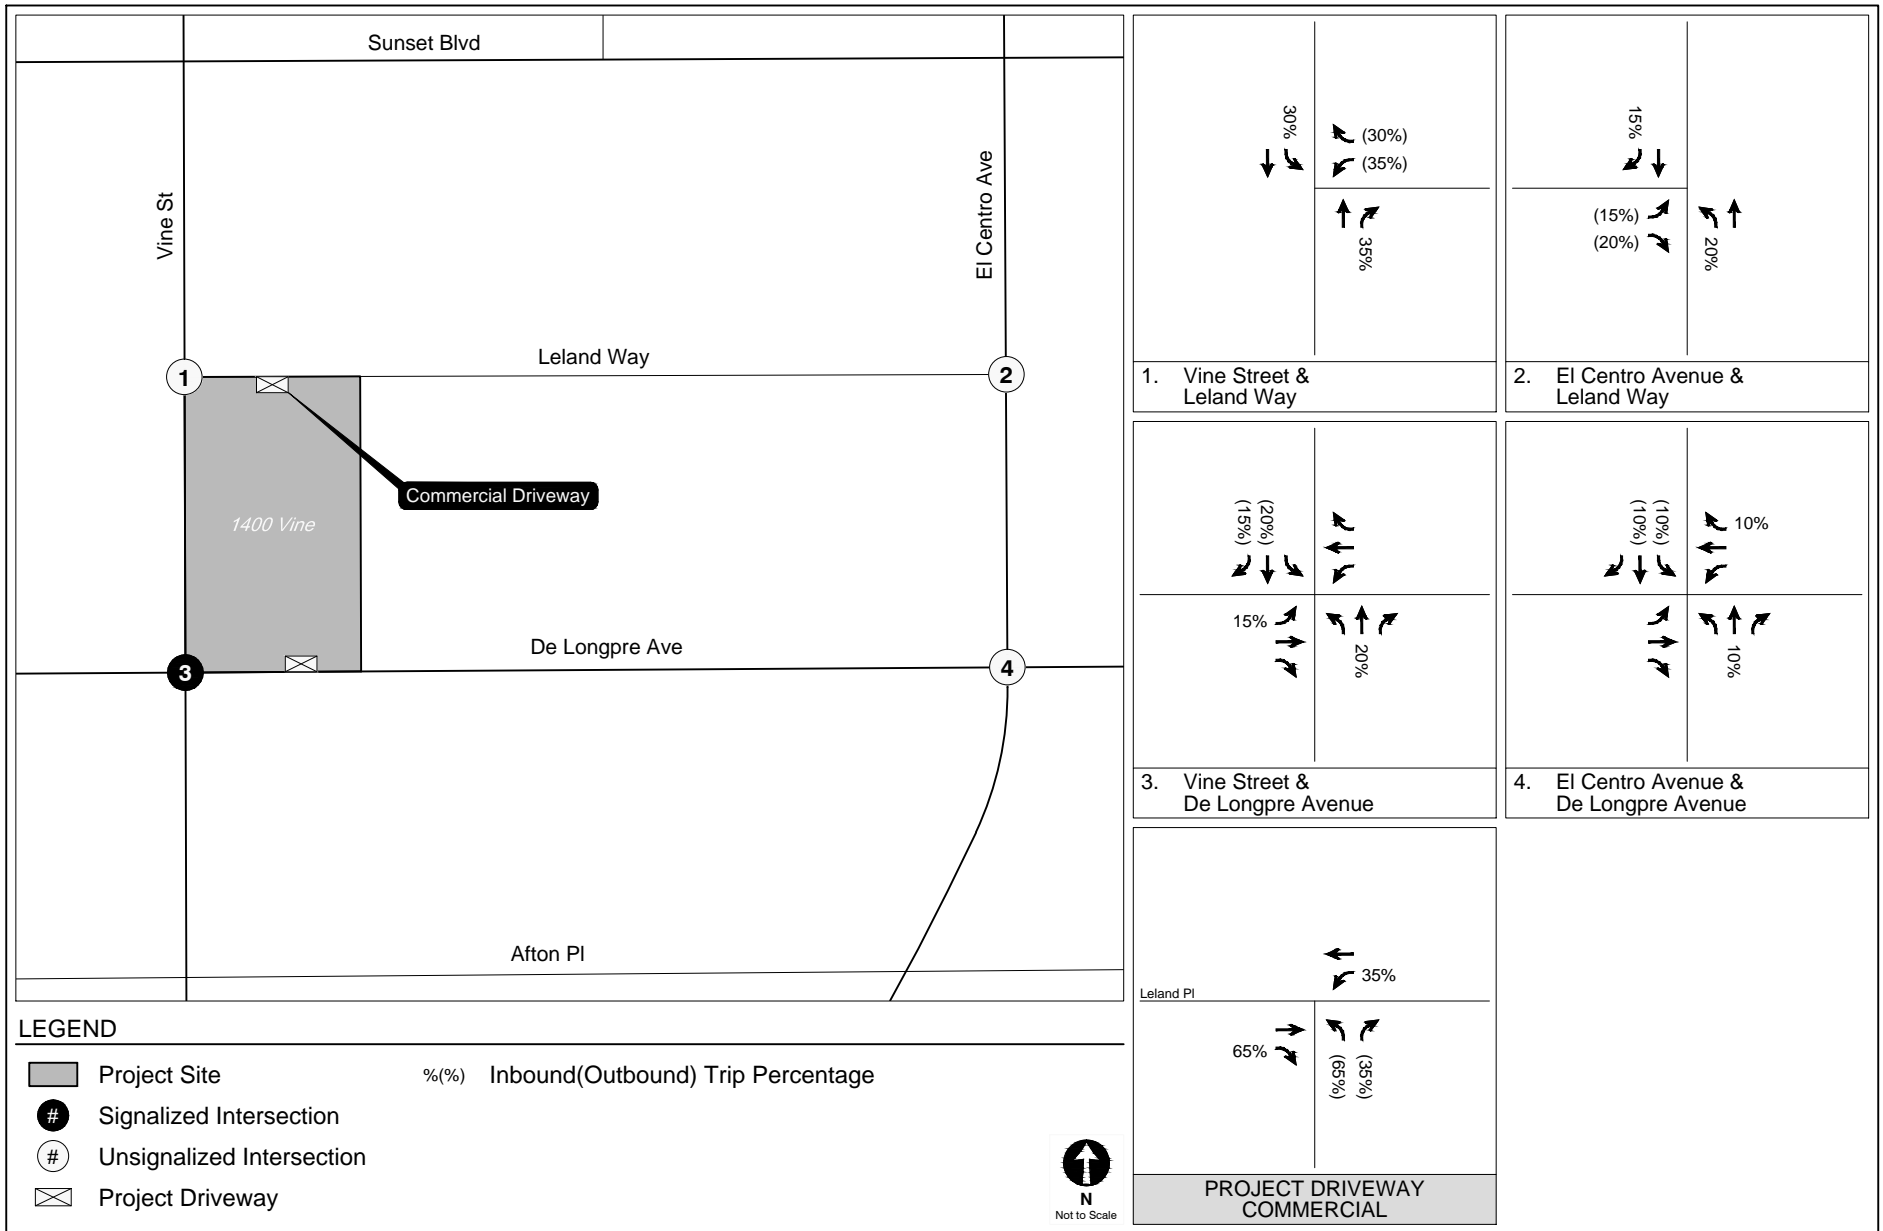 Sunset Blvd
Vine St
El Centro Ave
Leland Way
1
2
Commercial Driveway
1400 Vine
De Longpre Ave
3
4
Afton Pl
LEGEND
Project Site
%(%) Inbound(Outbound) Trip Percentage
# Signalized Intersection
# Unsignalized Intersection
Project Driveway
N
Not to Scale
30%
(30%)
(35%)
35%
1. Vine Street &
Leland Way
15%
(15%)
(20%)
20%
2. El Centro Avenue &
Leland Way
(20%)
(15%)
15%
20%
3. Vine Street &
De Longpre Avenue
(10%)
(10%)
10%
10%
4. El Centro Avenue &
De Longpre Avenue
35%
Leland Pl
65%
(35%)
(65%)
PROJECT DRIVEWAY
COMMERCIAL